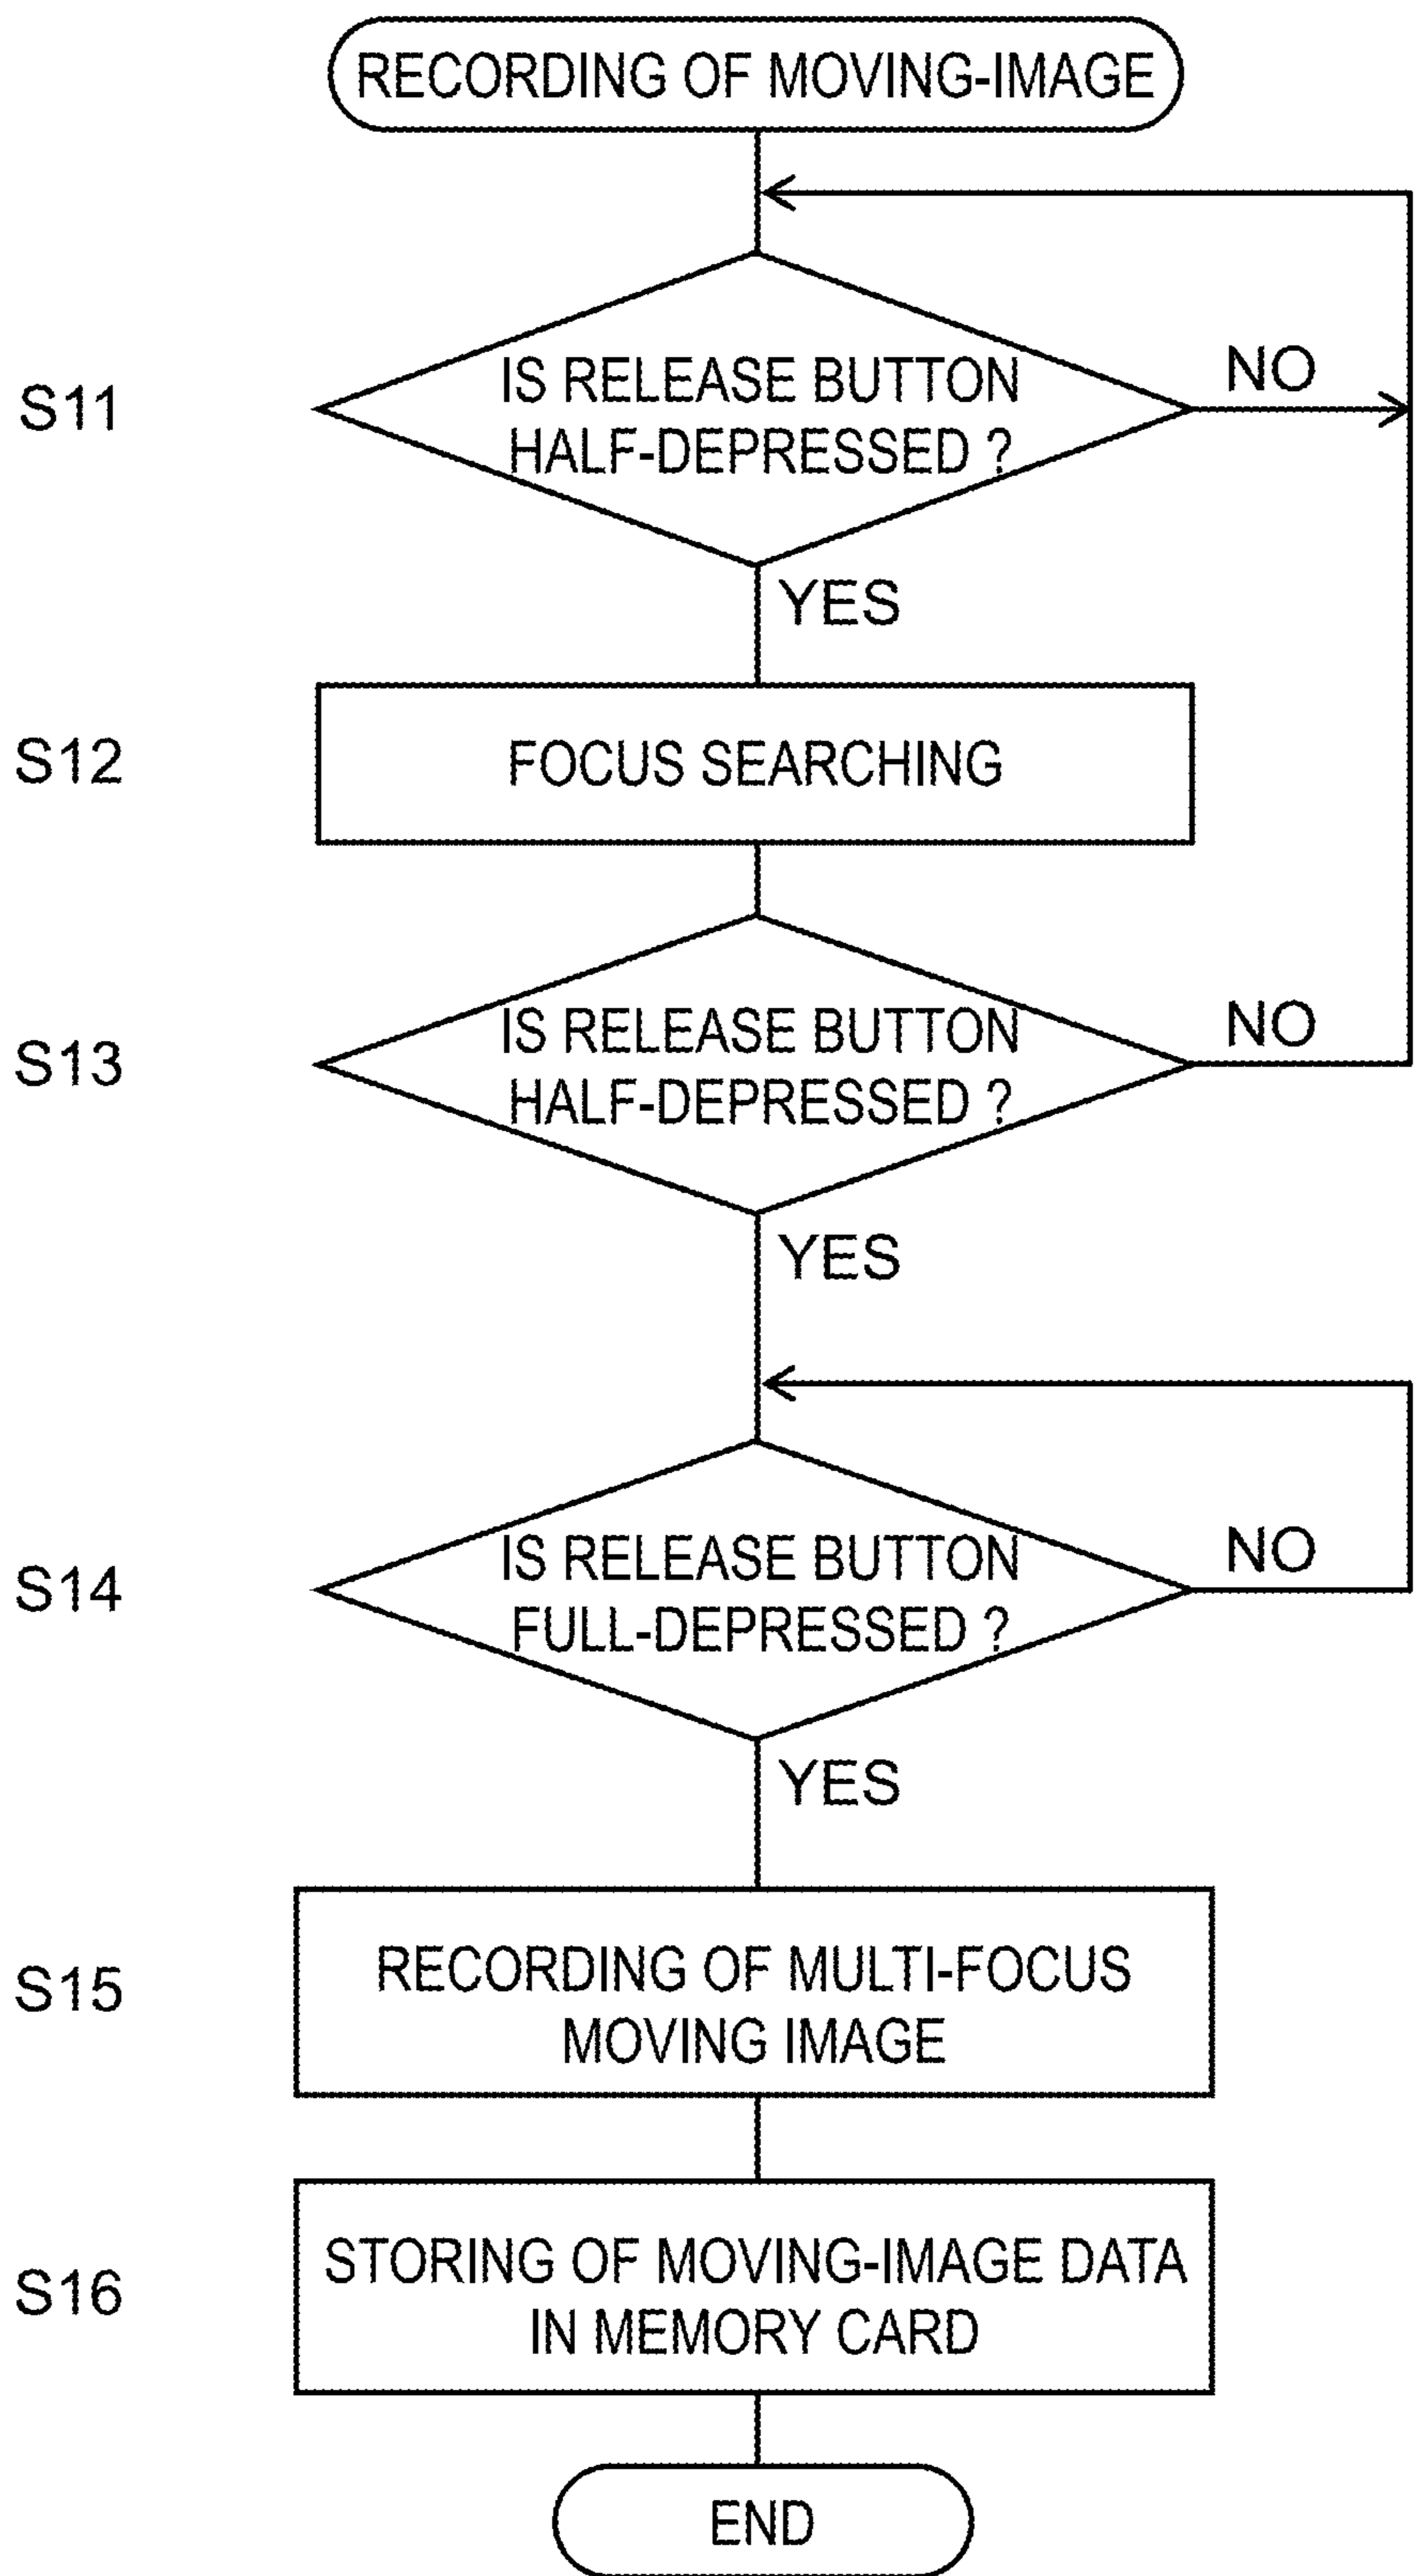 RECORDING OF MOVING-IMAGE
S11
IS RELEASE BUTTON
HALF-DEPRESSED ?
NO
YES
S12
FOCUS SEARCHING
S13
IS RELEASE BUTTON
HALF-DEPRESSED ?
NO
YES
S14
IS RELEASE BUTTON
FULL-DEPRESSED ?
NO
YES
S15
RECORDING OF MULTI-FOCUS
MOVING IMAGE
S16
STORING OF MOVING-IMAGE DATA
IN MEMORY CARD
END